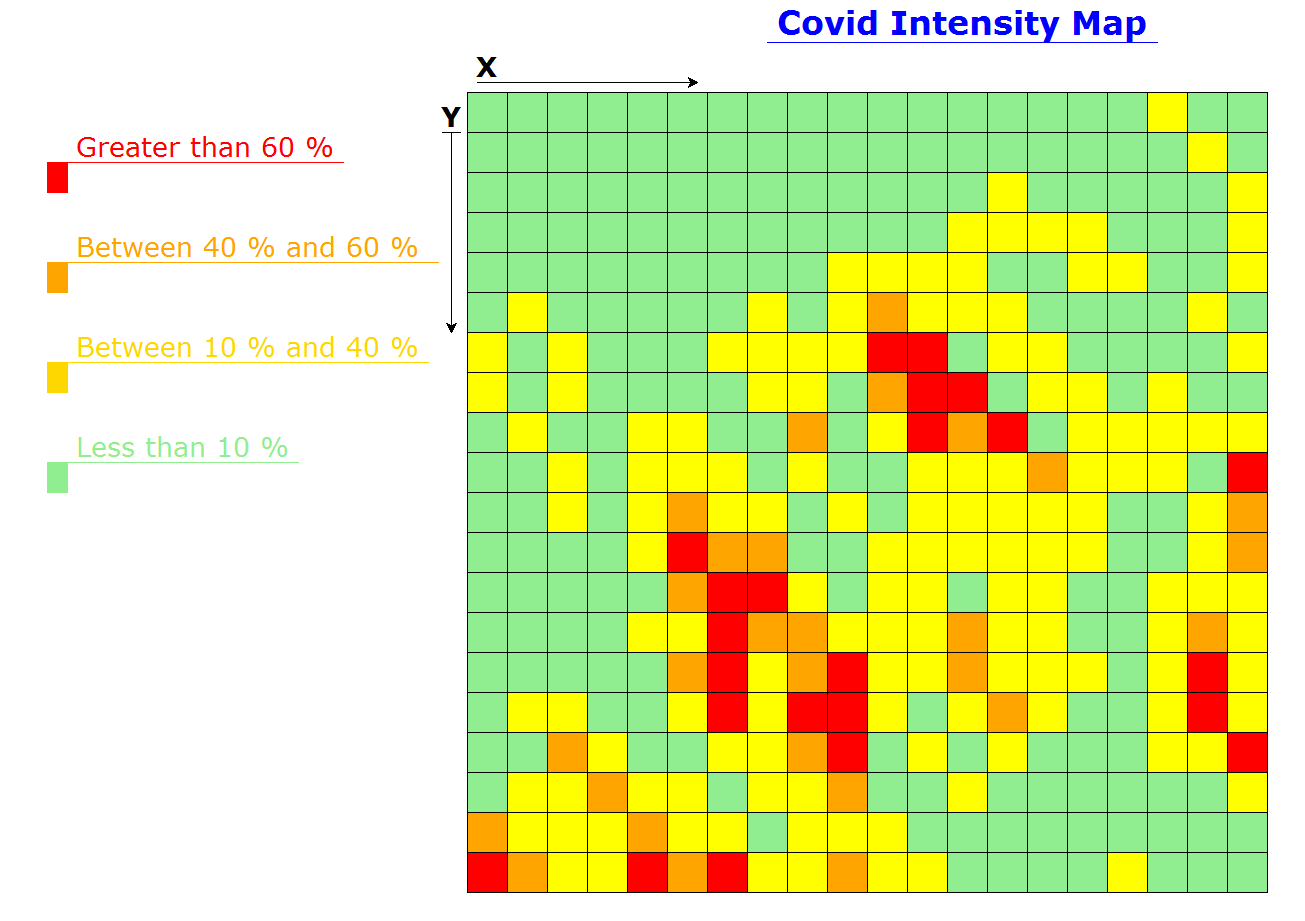 Covid Intensity Map
X
Y
Greater than 60 %
Between 40 % and 60 %
Between 10 % and 40 %
Less than 10 %